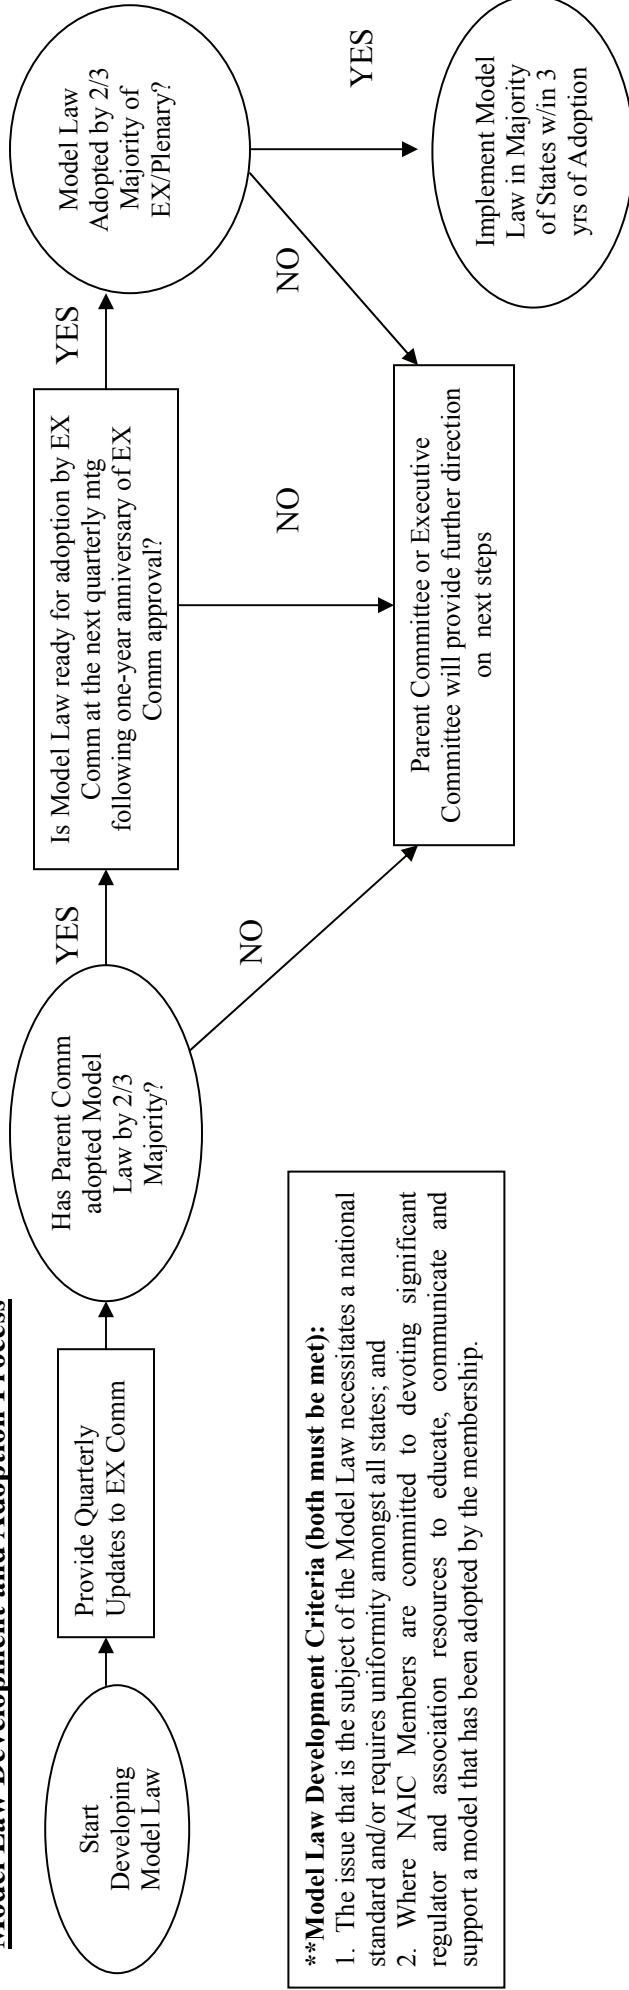 Model Law Development and Adoption Process
Start
Developing
Model Law
Provide Quarterly
Updates to EX Comm
Has Parent Comm
adopted Model
Law by 2/3
Majority?
YES
Is Model Law ready for adoption by EX
Comm at the next quarterly mtg
following one-year anniversary of EX
Comm approval?
YES
Model Law
Adopted by 2/3
Majority of
EX/Plenary?
NO
NO
NO
YES
Parent Committee or Executive
Committee will provide further direction
on next steps
Implement Model
Law in Majority
of States w/in 3
yrs of Adoption
**Model Law Development Criteria (both must be met):
1. The issue that is the subject of the Model Law necessitates a national
standard and/or requires uniformity amongst all states; and
2. Where NAIC Members are committed to devoting significant
regulator and association resources to educate, communicate and
support a model that has been adopted by the membership.